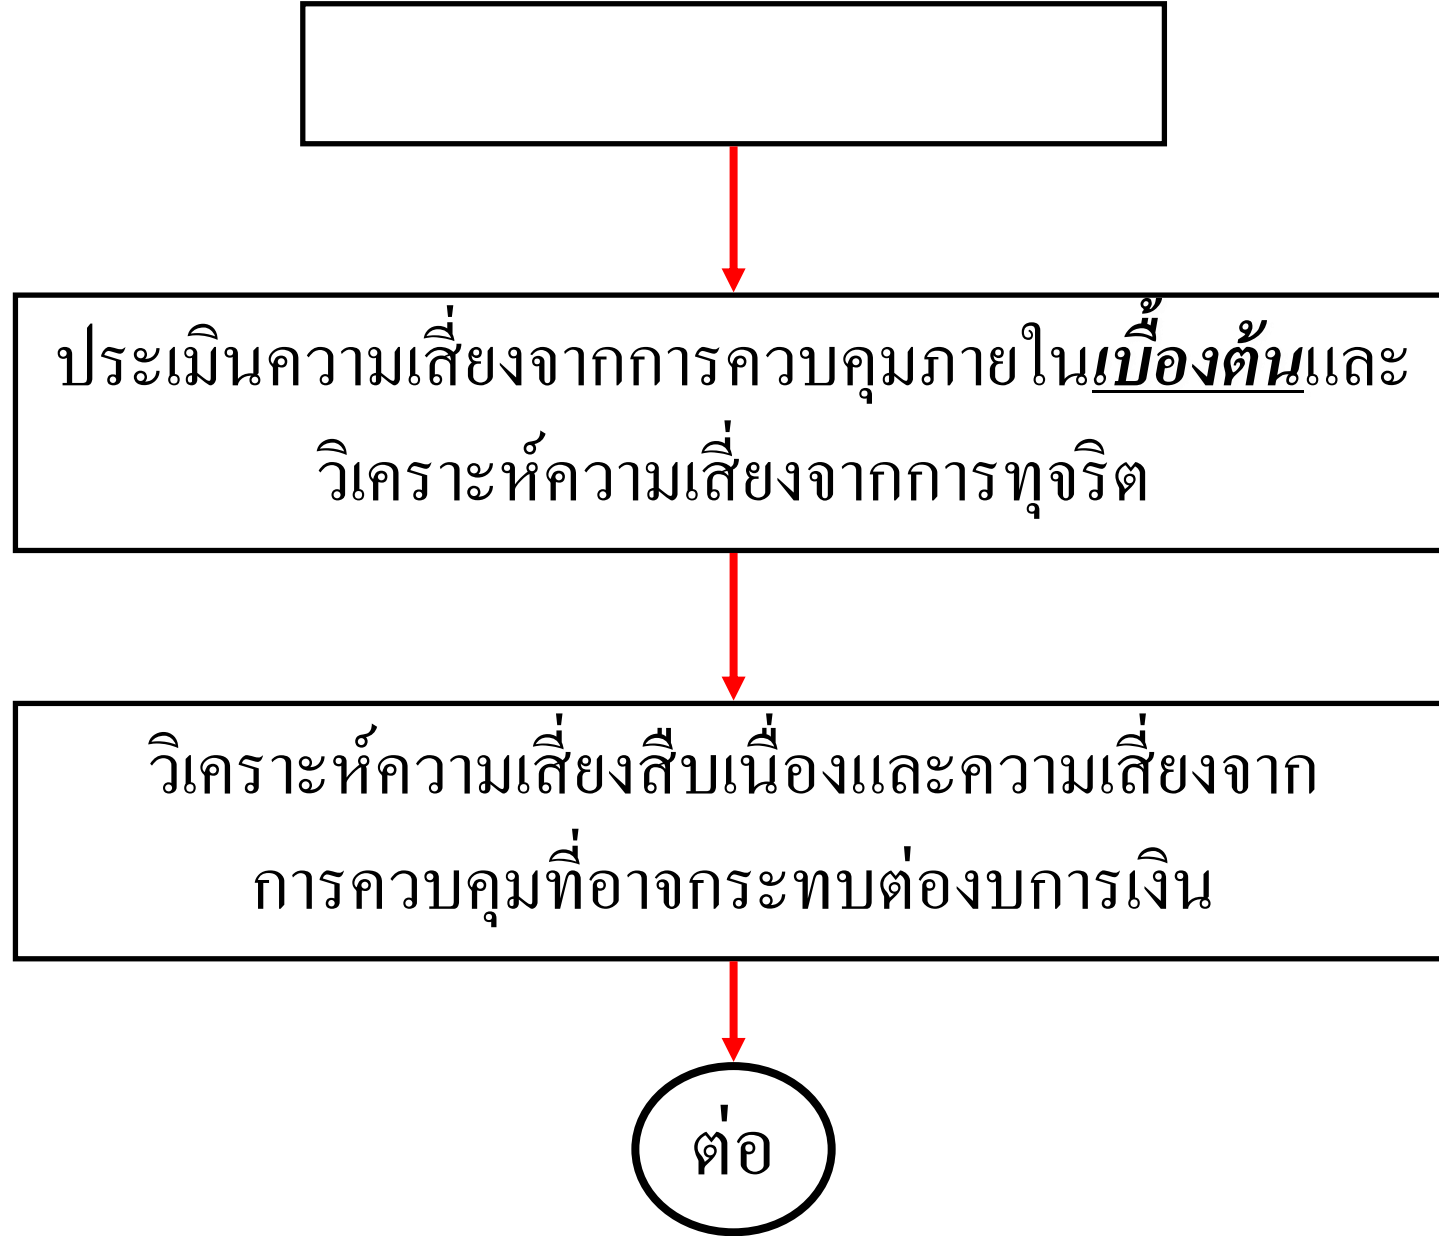 ประเมินความเสี่ยงจากการควบคุมภายในเบื้องต้นและ
วิเคราะห์ความเสี่ยงจากการทุจริต
วิเคราะห์ความเสี่ยงสืบเนื่องและความเสี่ยงจาก
การควบคุมที่อาจกระทบต่องบการเงิน
ต่อ